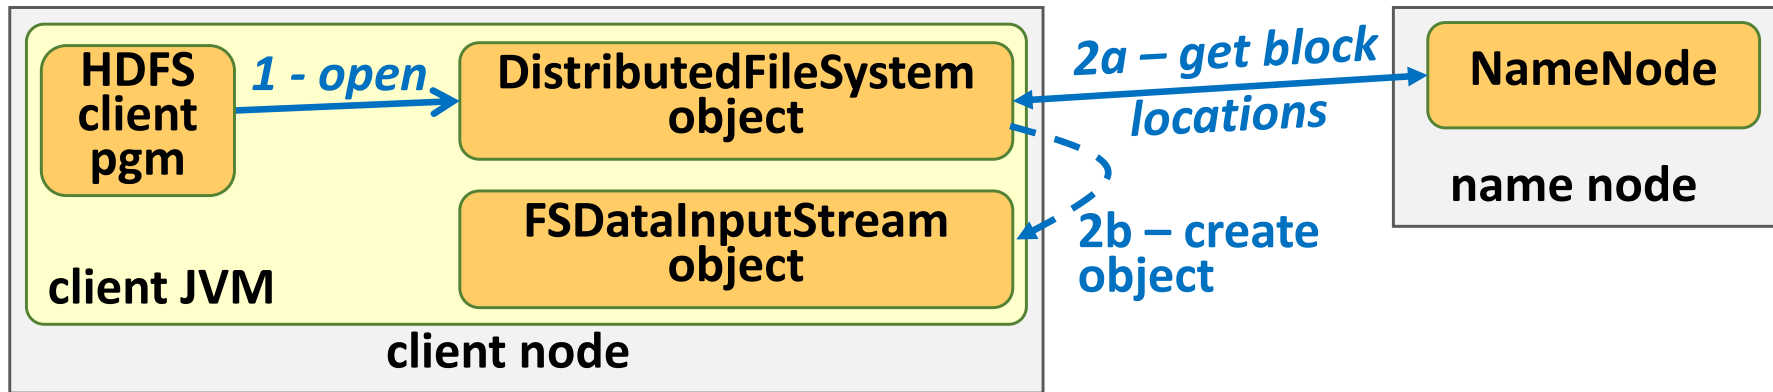 HDFS
client
pgm
1 - open
DistributedFileSystem
object
2a – get block
locations
NameNode
name node
FSDataInputStream
object
2b – create
object
client JVM
client node